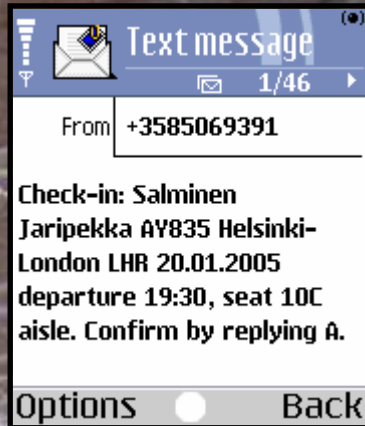 Text message
1/46
From +3585069391
Check-in: Salminen
Jaripekka AY835 Helsinki-
London LHR 20.01.2005
departure 19:30, seat 10C
aisle. Confirm by replying A.
Options Back